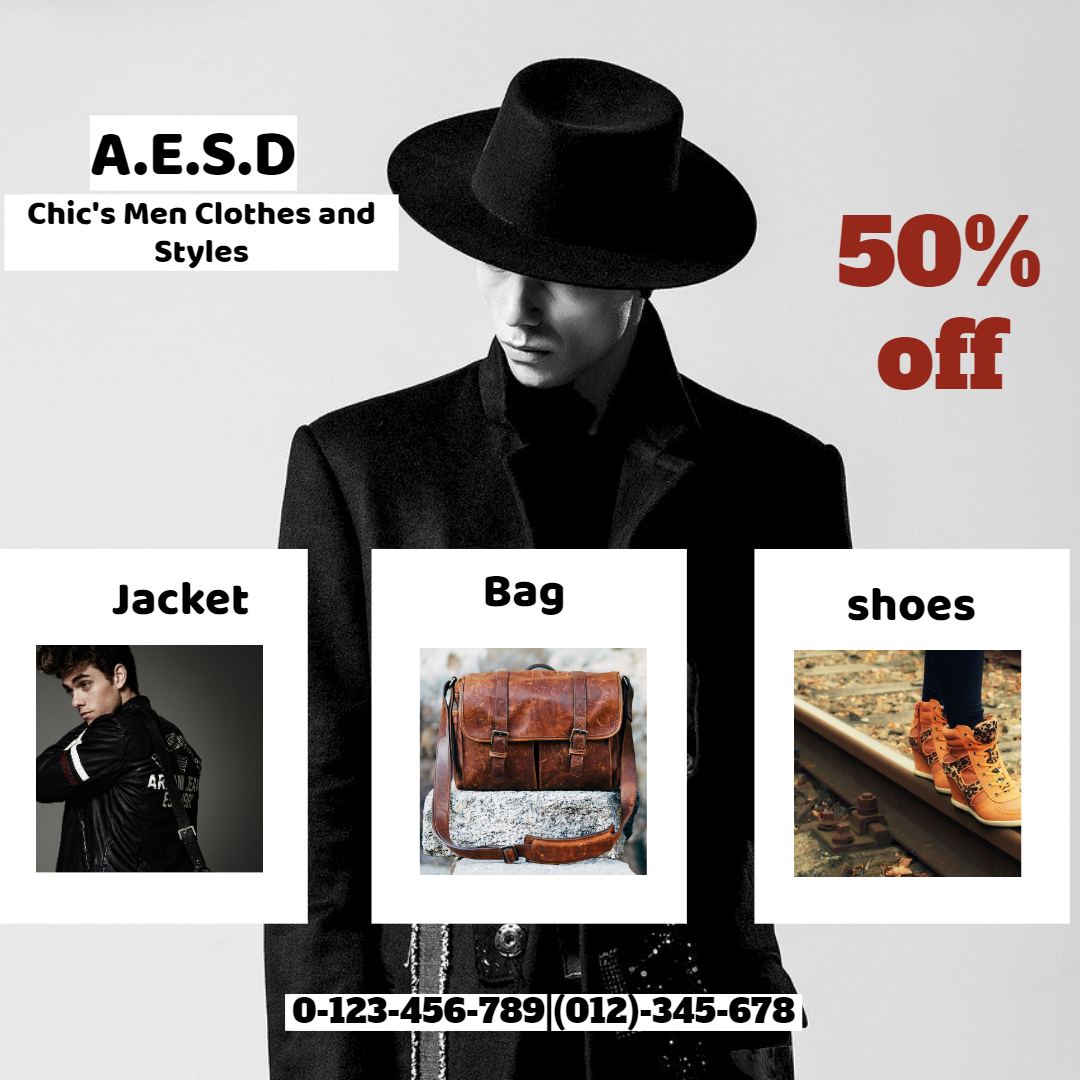 A.E.S.D
Chic's Men Clothes and
Styles
50%
off
Jacket
Bag
shoes
0-123-456-789|(012)-345-678